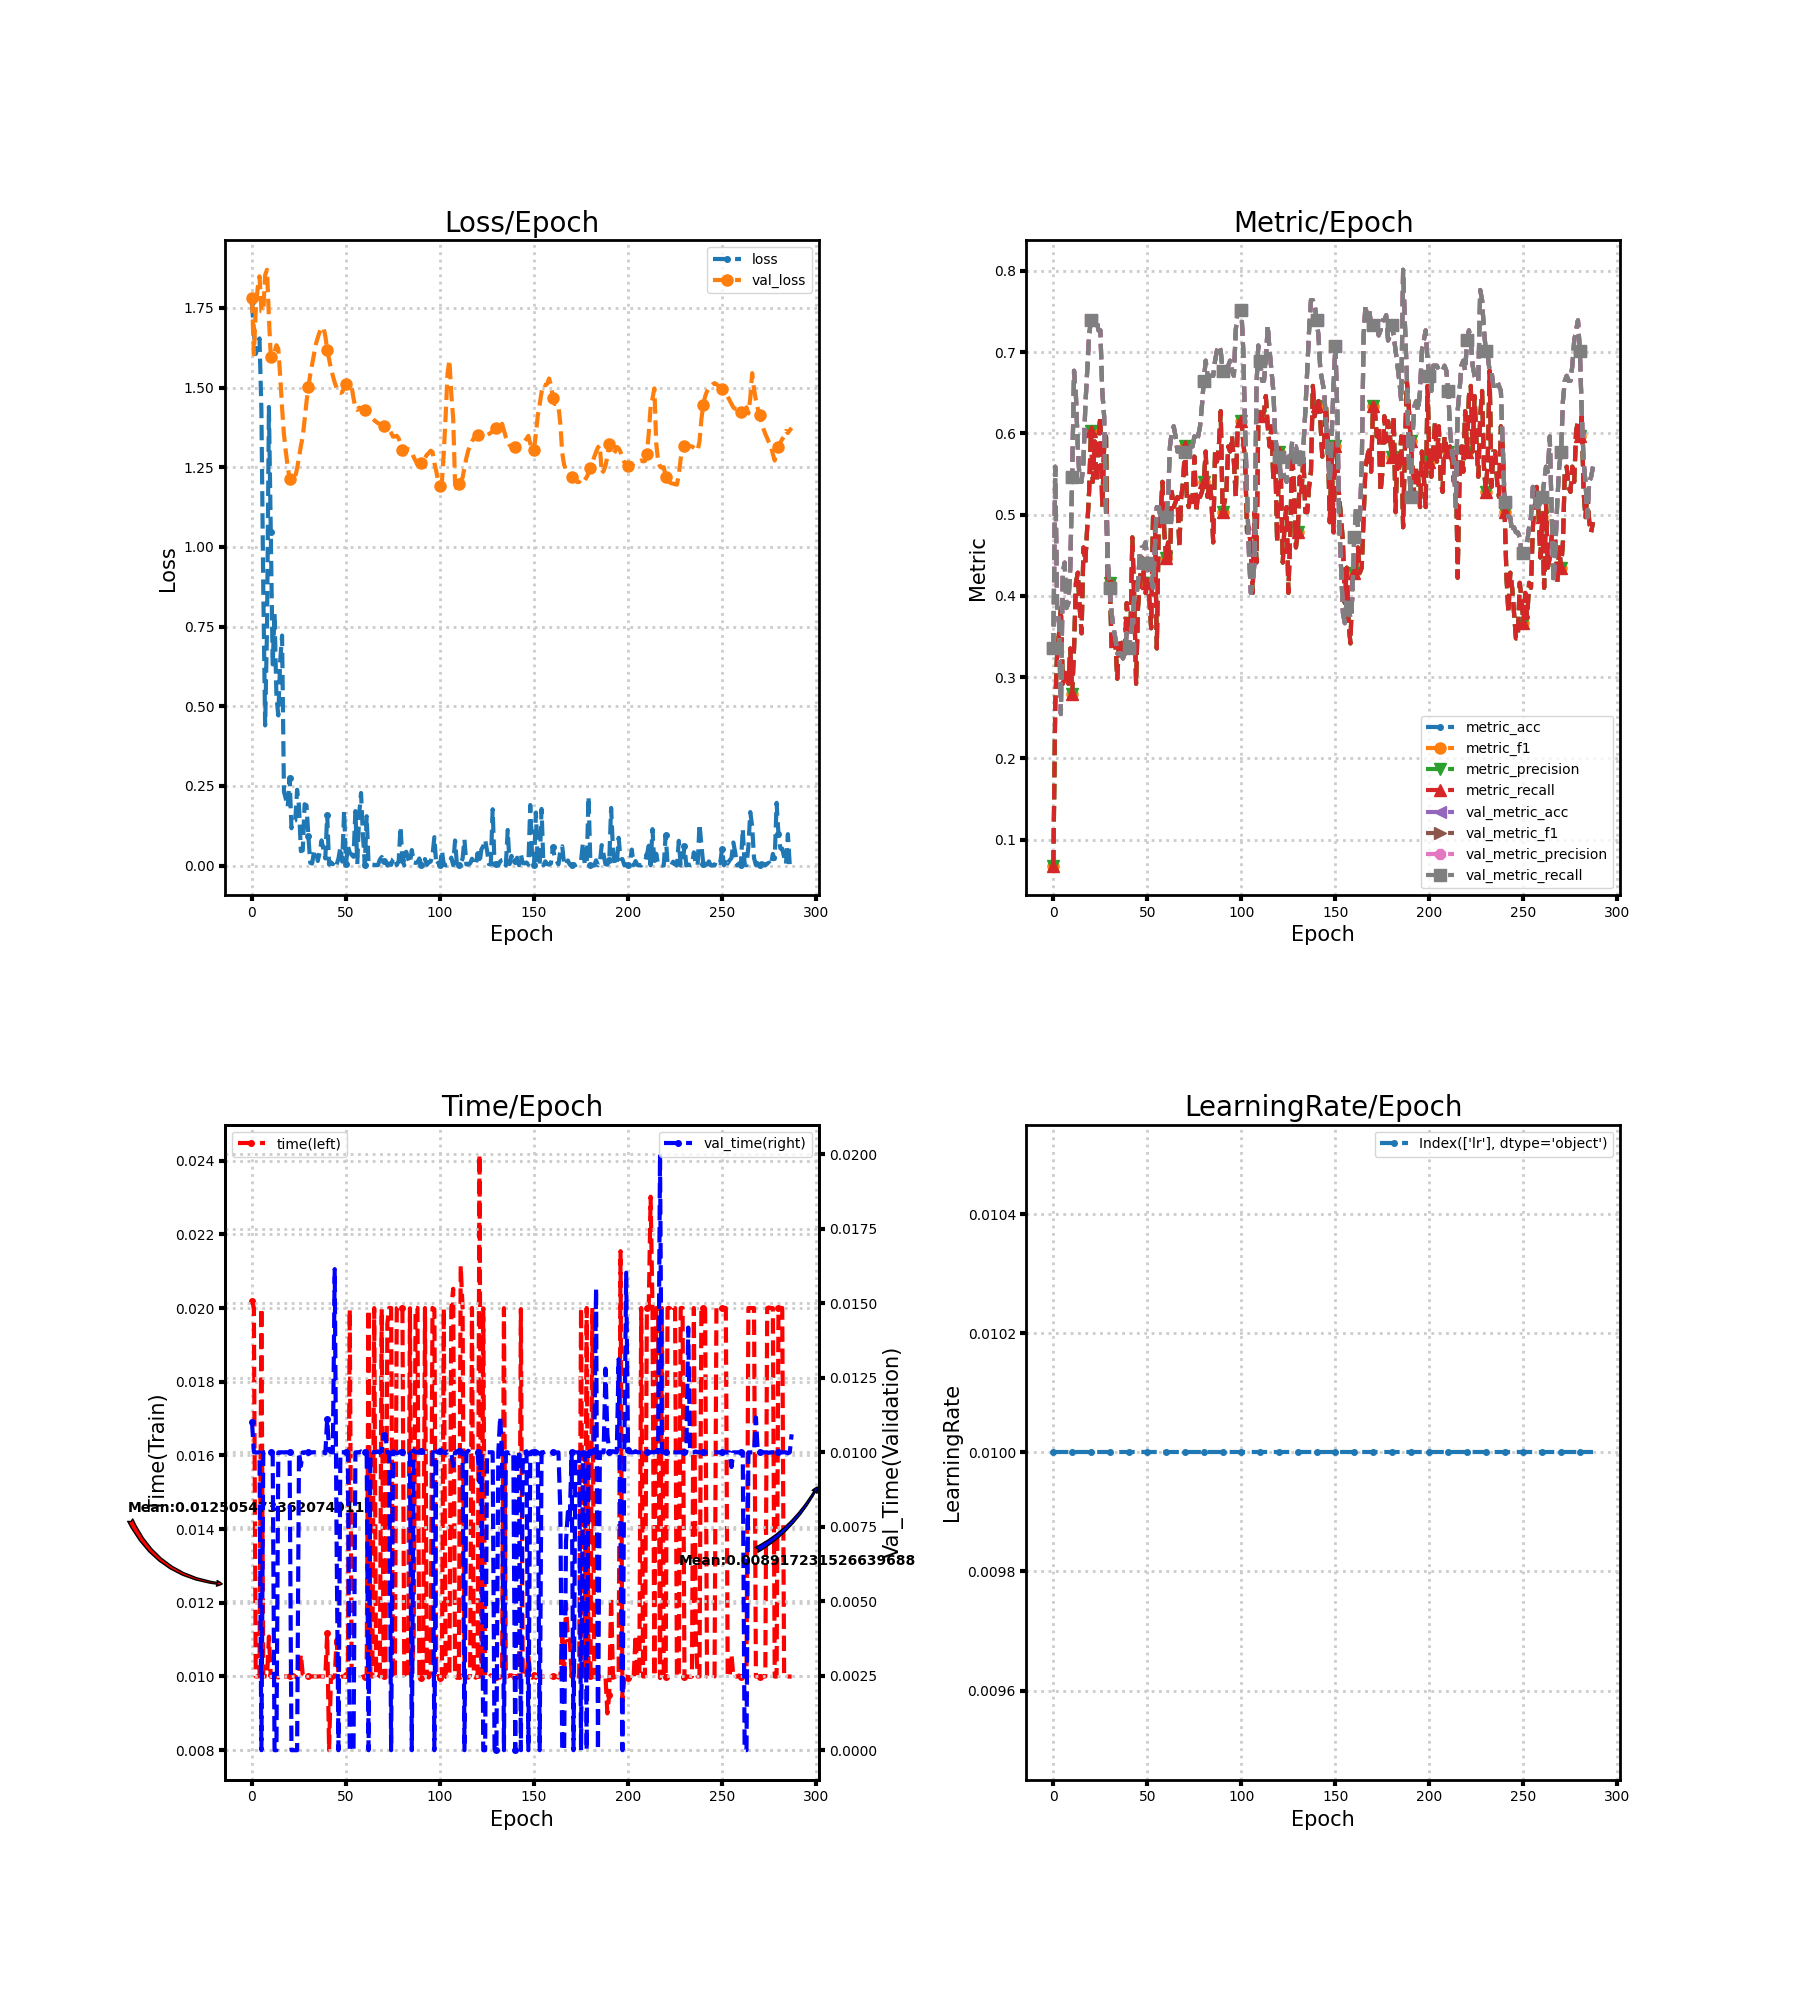 Loss/Epoch
loss
val_loss
1.75
1.50
1.25
1.00
0.75
0.50
0.25
0.00
Loss
0
50
100
150
200
250
300
Epoch
Metric/Epoch
0.8
0.7
0.6
0.5
0.4
0.3
0.2
0.1
Metric
metric_acc
metric_f1
metric_precision
metric_recall
val_metric_acc
val_metric_f1
val_metric_precision
val_metric_recall
0
50
100
150
200
250
300
Epoch
Time/Epoch
time(left)
val_time(right)
0.024
0.022
0.020
0.018
0.016
0.014
0.012
0.010
0.008
Time(Train)
0.0200
0.0175
0.0150
0.0125
0.0100
0.0075
0.0050
0.0025
0.0000
Val_Time(Validation)
Mean:0.008917231526639688
0
50
100
150
200
250
300
Epoch
LearningRate/Epoch
Index(['lr'], dtype='object')
0.0104
0.0102
0.0100
0.0098
0.0096
LearningRate
0
50
100
150
200
250
300
Epoch